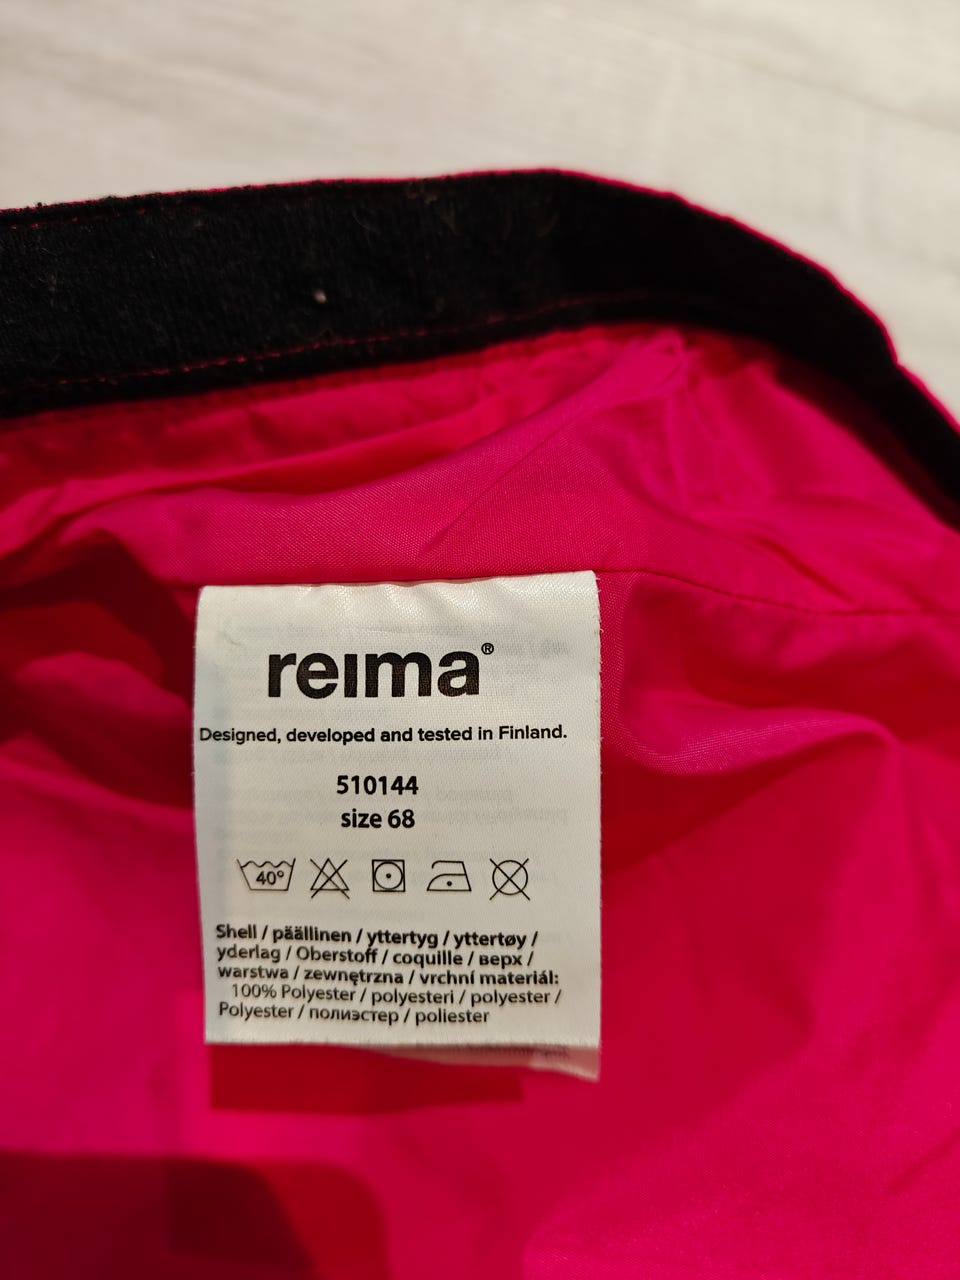 reima®
Designed, developed and tested in Finland.
510144
size 68
40°
Shell / päällinen / yttertyg / yttertøy /
yderlag / Oberstoff / coquille / верх /
warstwa / zewnętrzna / vrchní materiál:
100% Polyester / polyesteri / polyester /
Polyester / полиэстер / poliester